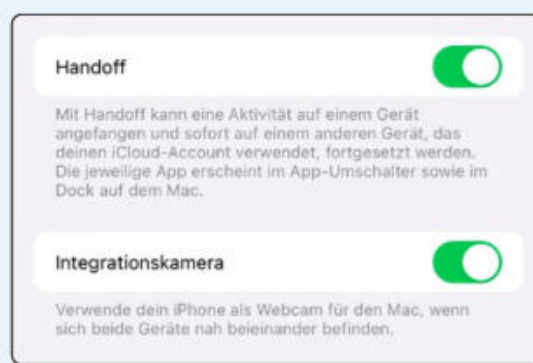 Handoff
Mit Handoff kann eine Aktivität auf einem Gerät
angefangen und sofort auf einem anderen Gerät, das
deinen iCloud-Account verwendet, fortgesetzt werden.
Die jeweilige App erscheint im App-Umschalter sowie im
Dock auf dem Mac.
Integrationskamera
Verwende dein iPhone als Webcam für den Mac, wenn
sich beide Geräte nah beieinander befinden.